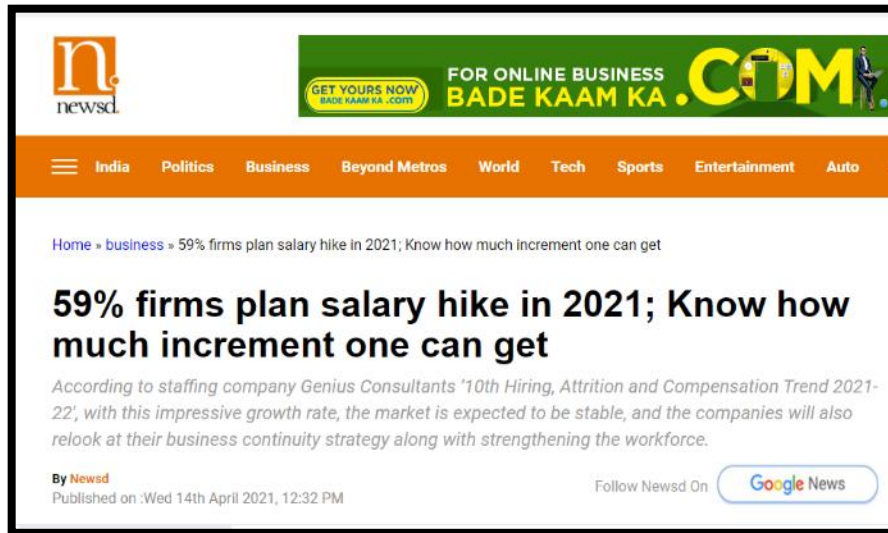 n.
newsd.
GET YOURS NOW
BADE KAAM KA .COM
FOR ONLINE BUSINESS
BADE KAAM KA .COM
India Politics Business Beyond Metros World Tech Sports Entertainment Auto
Home » business » 59% firms plan salary hike in 2021; Know how much increment one can get
59% firms plan salary hike in 2021; Know how
much increment one can get
According to staffing company Genius Consultants '10th Hiring, Attrition and Compensation Trend 2021-
22', with this impressive growth rate, the market is expected to be stable, and the companies will also
relook at their business continuity strategy along with strengthening the workforce.
By Newsd
Published on :Wed 14th April 2021, 12:32 PM
Follow Newsd On Google News